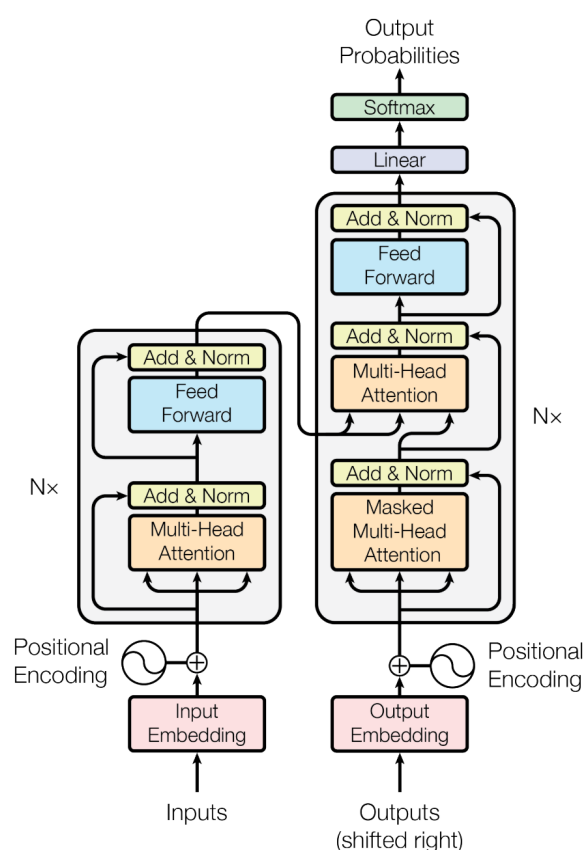 Output
Probabilities
Softmax
Linear
Add & Norm
Feed
Forward
Add & Norm
Multi-Head
Attention
Add & Norm
Masked
Multi-Head
Attention
N×
Add & Norm
Feed
Forward
Add & Norm
Multi-Head
Attention
N×
Positional
Encoding
Positional
Encoding
Input
Embedding
Output
Embedding
Inputs
Outputs
(shifted right)